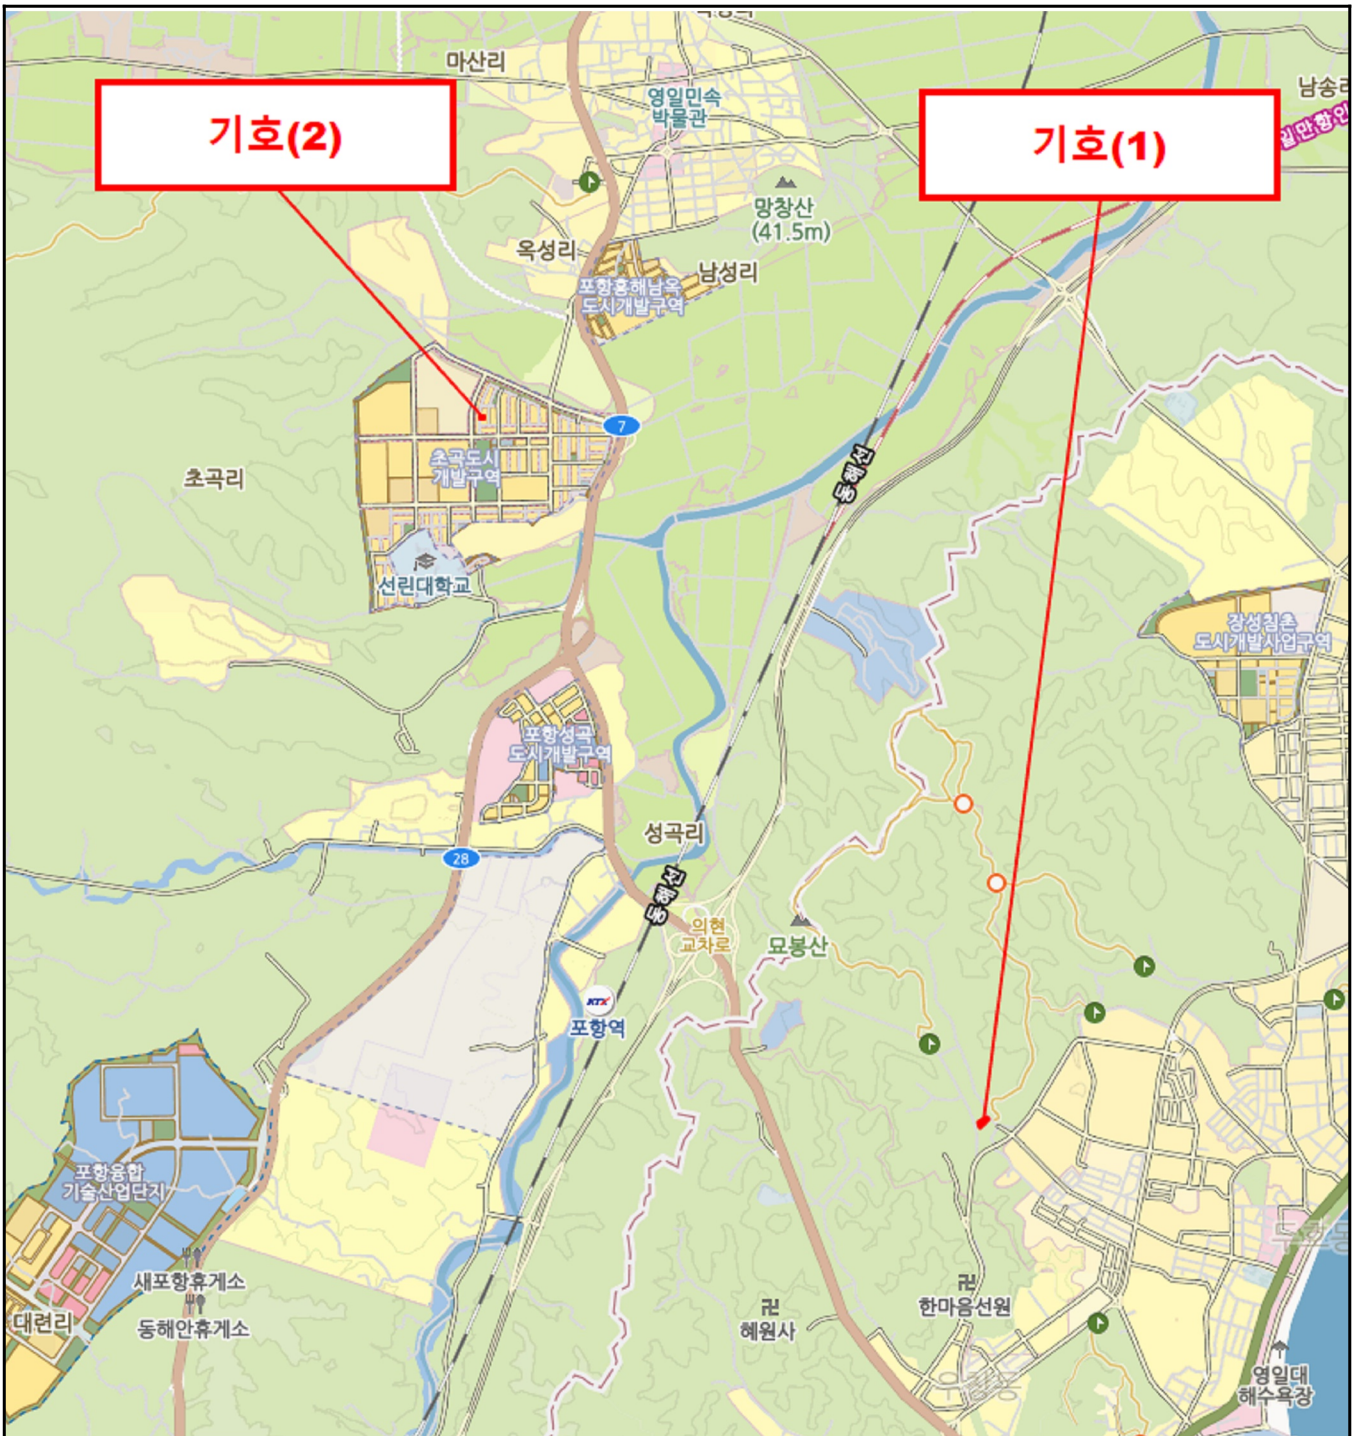 마산리
영일민속
박물관
남송리
기호(2)
기호(1)
망창산
(41.5m)
옥성리
남성리
포항흥해남옥
도시개발구역
7
동해선
초곡리
초곡도시
개발구역
선린대학교
장성침촌
도시개발사업구역
포항성곡
도시개발구역
성곡리
28
동해선
의현
교차로
묘봉산
KTX
포항역
포항융합
기술산업단지
새포항휴게소
동해안휴게소
대련리
한마음선원
혜원사
영일대
해수욕장